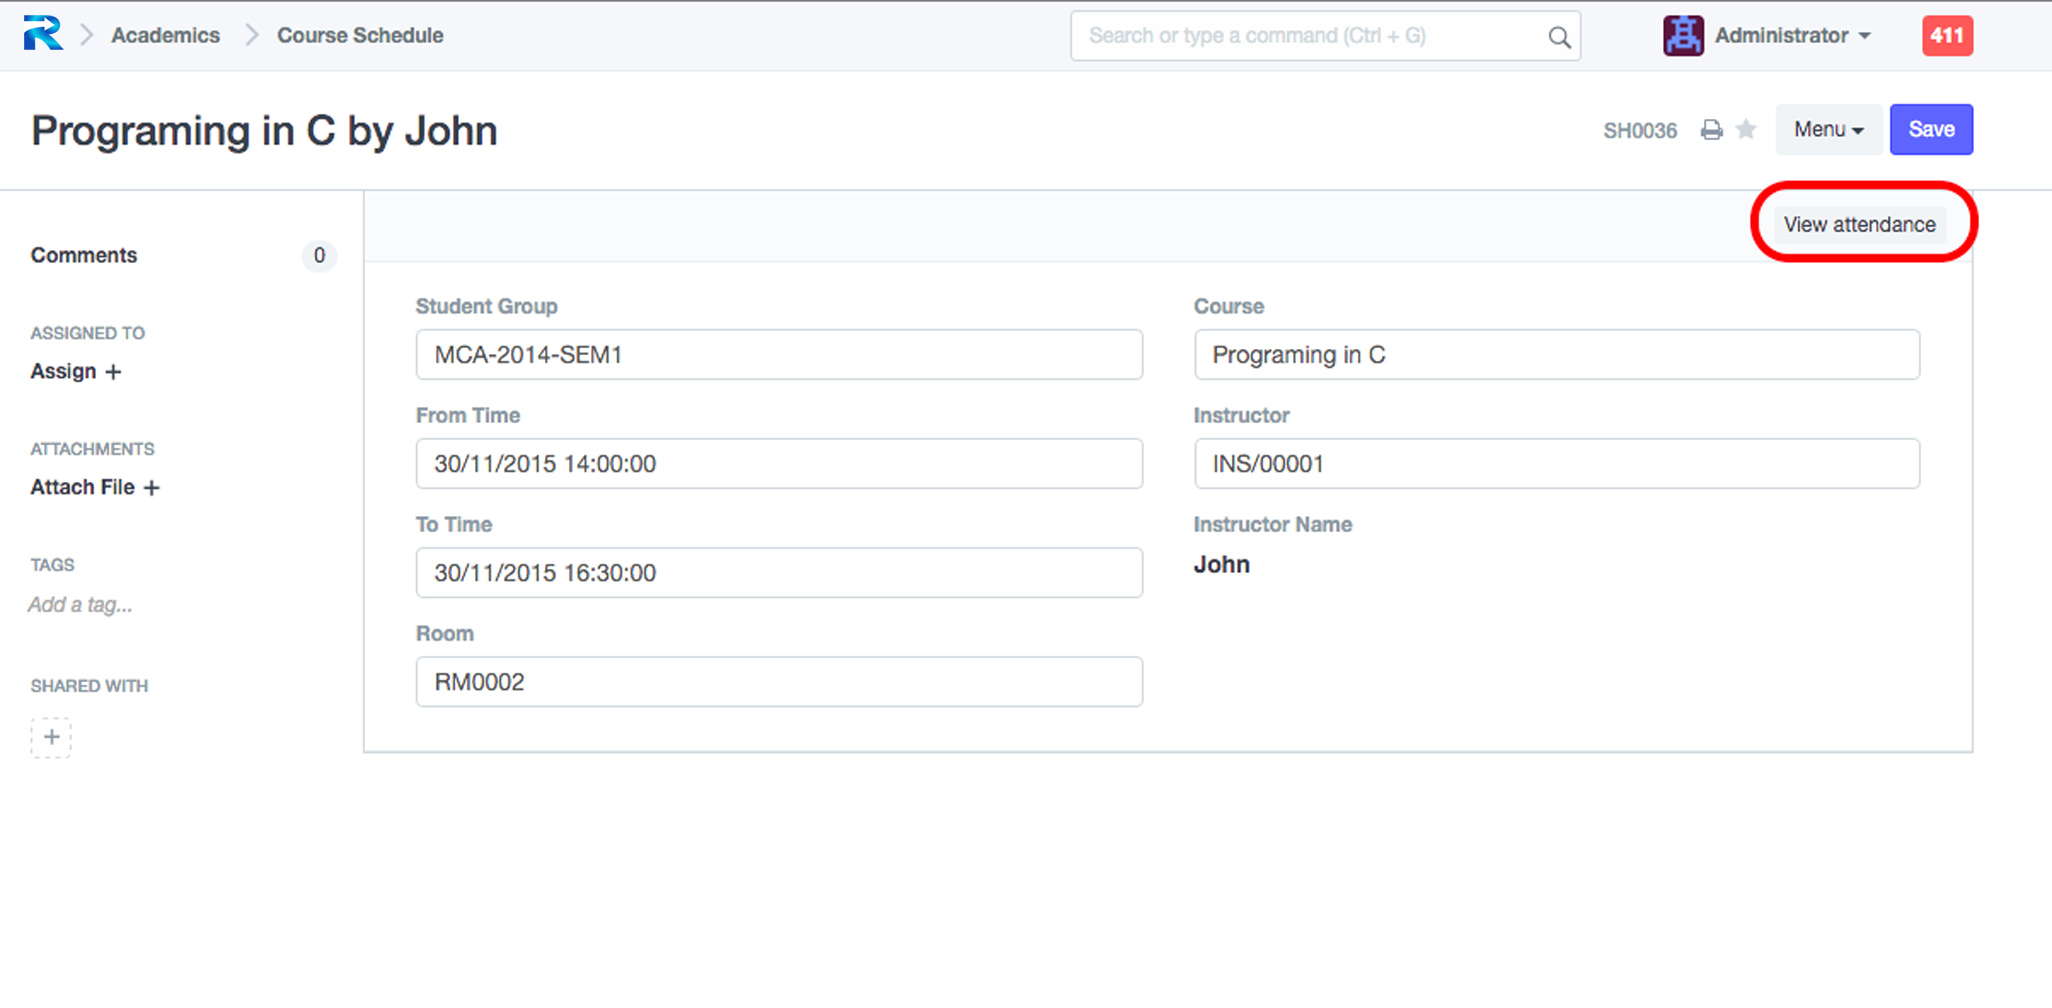 Academics Course Schedule
Search or type a command (Ctrl + G)
Administrator
411
Programing in C by John
SH0036
Menu
Save
View attendance
Comments 0
ASSIGNED TO
Assign +
ATTACHMENTS
Attach File +
TAGS
Add a tag...
SHARED WITH
+
Student Group
MCA-2014-SEM1
From Time
30/11/2015 14:00:00
To Time
30/11/2015 16:30:00
Room
RM0002
Course
Programing in C
Instructor
INS/00001
Instructor Name
John